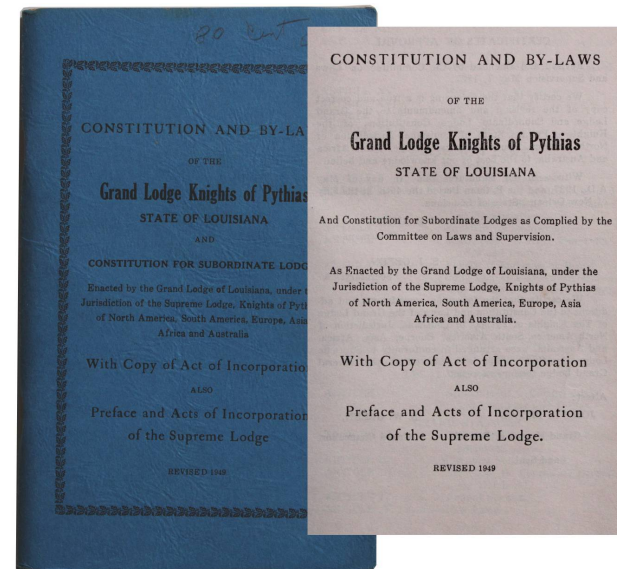 80
CONSTITUTION AND BY-LA
OF THE
Grand Lodge Knights of Pythias
STATE OF LOUISIANA
AND
CONSTITUTION FOR SUBORDINATE LODG
Enacted by the Grand Lodge of Louisiana, under
Jurisdiction of the Supreme Lodge, Knights of Pyt
of North America, South America, Europe, Asia
Africa and Australia
With Copy of Act of Incorporation
ALSO
Preface and Acts of Incorporation
of the Supreme Lodge
REVISED 1949
CONSTITUTION AND BY-LAWS
OF THE
Grand Lodge Knights of Pythias
STATE OF LOUISIANA
And Constitution for Subordinate Lodges as Complied by the
Committee on Laws and Supervision.
As Enacted by the Grand Lodge of Louisiana, under the
Jurisdiction of the Supreme Lodge, Knights of Pythias
of North America, South America, Europe, Asia
Africa and Australia.
With Copy of Act of Incorporation
ALSO
Preface and Acts of Incorporation
of the Supreme Lodge.
REVISED 1949